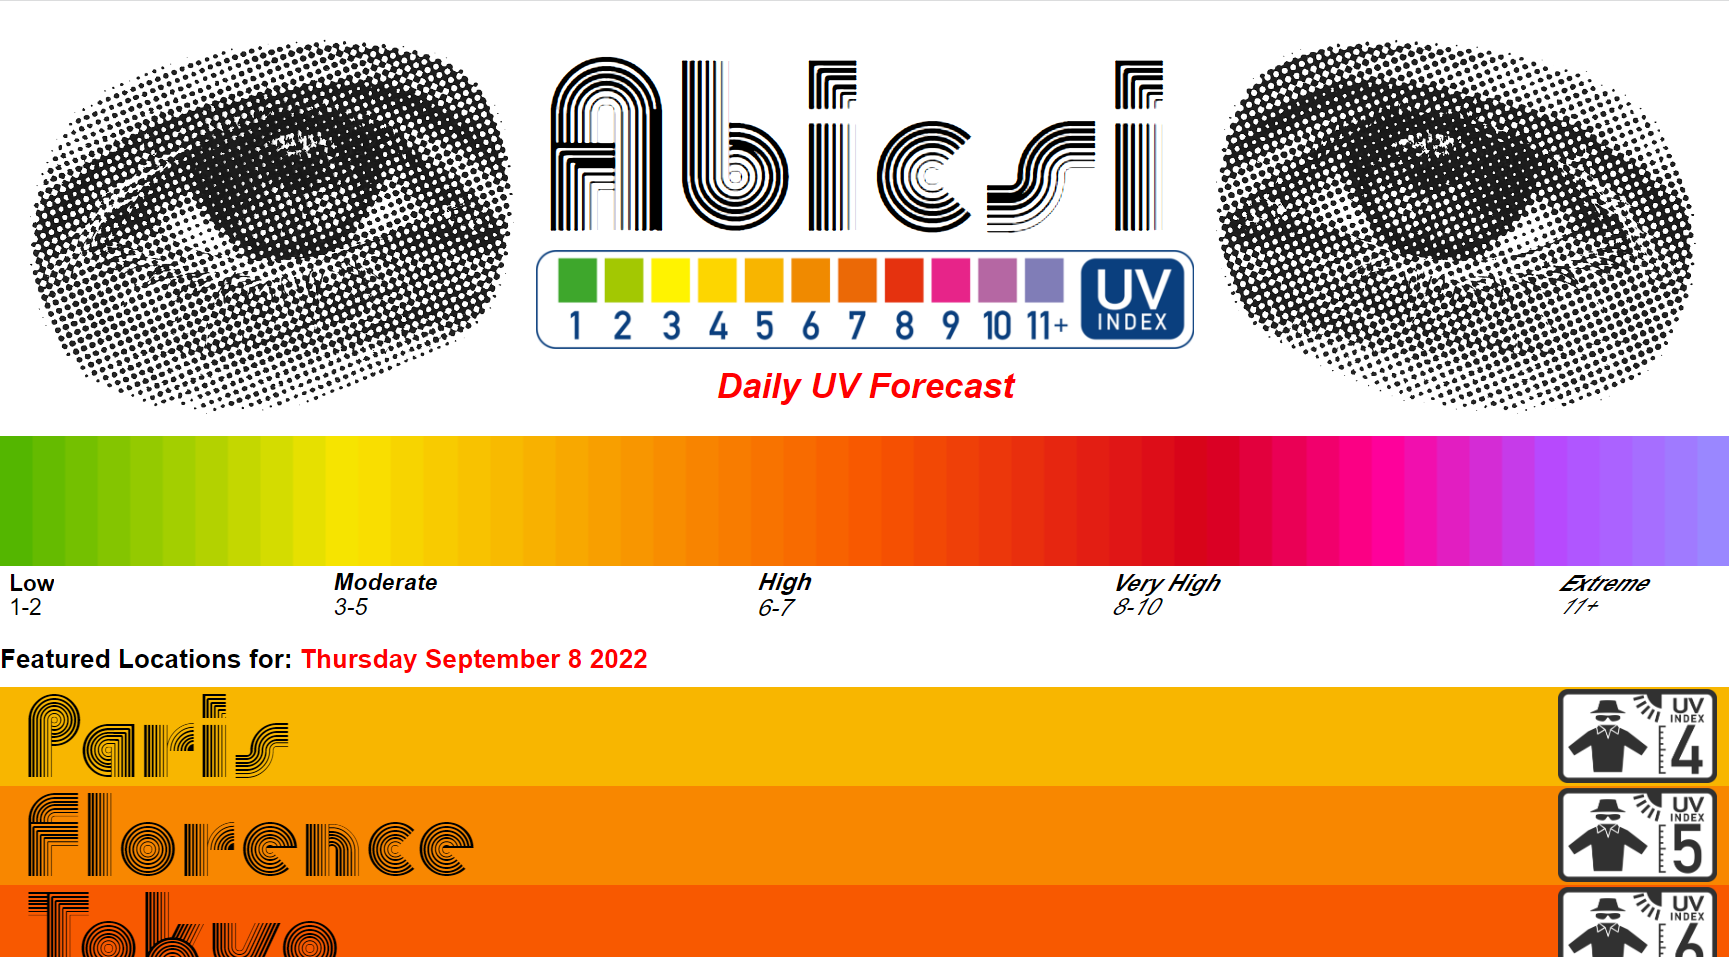 Abicsi
1 2 3 4 5 6 7 8 9 10 11+ UV INDEX
Daily UV Forecast
Low Moderate High Very High Extreme
1-2 3-5 6-7 8-10 11+
Featured Locations for: Thursday September 8 2022
Paris UV INDEX 4
Florence UV INDEX 5
Tokyo UV INDEX 6